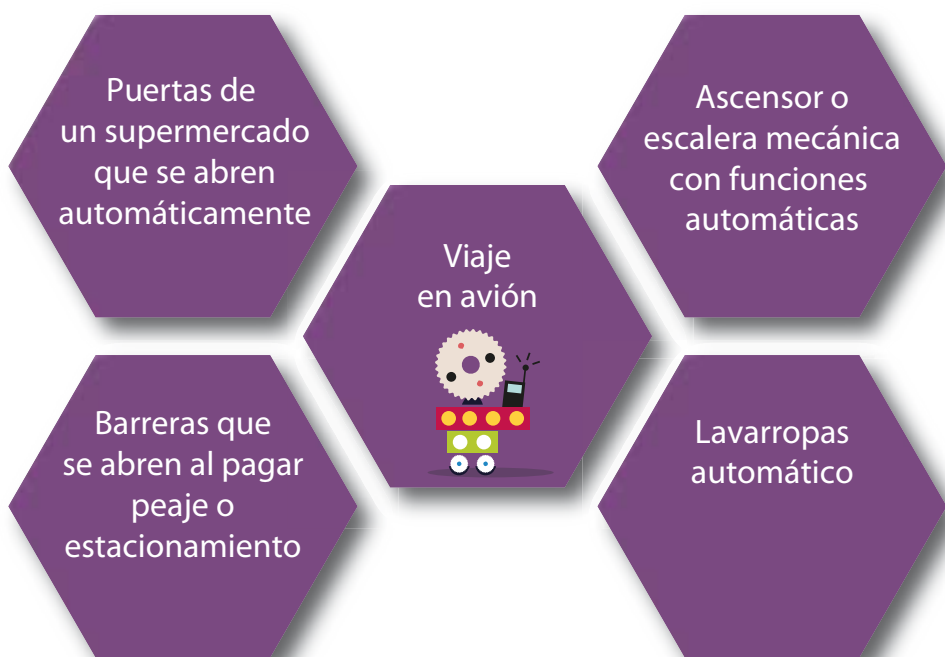 Puertas de
un supermercado
que se abren
automáticamente
Ascensor o
escalera mecánica
con funciones
automáticas
Viaje
en avión
Barreras que
se abren al pagar
peaje o
estacionamiento
Lavarropas
automático